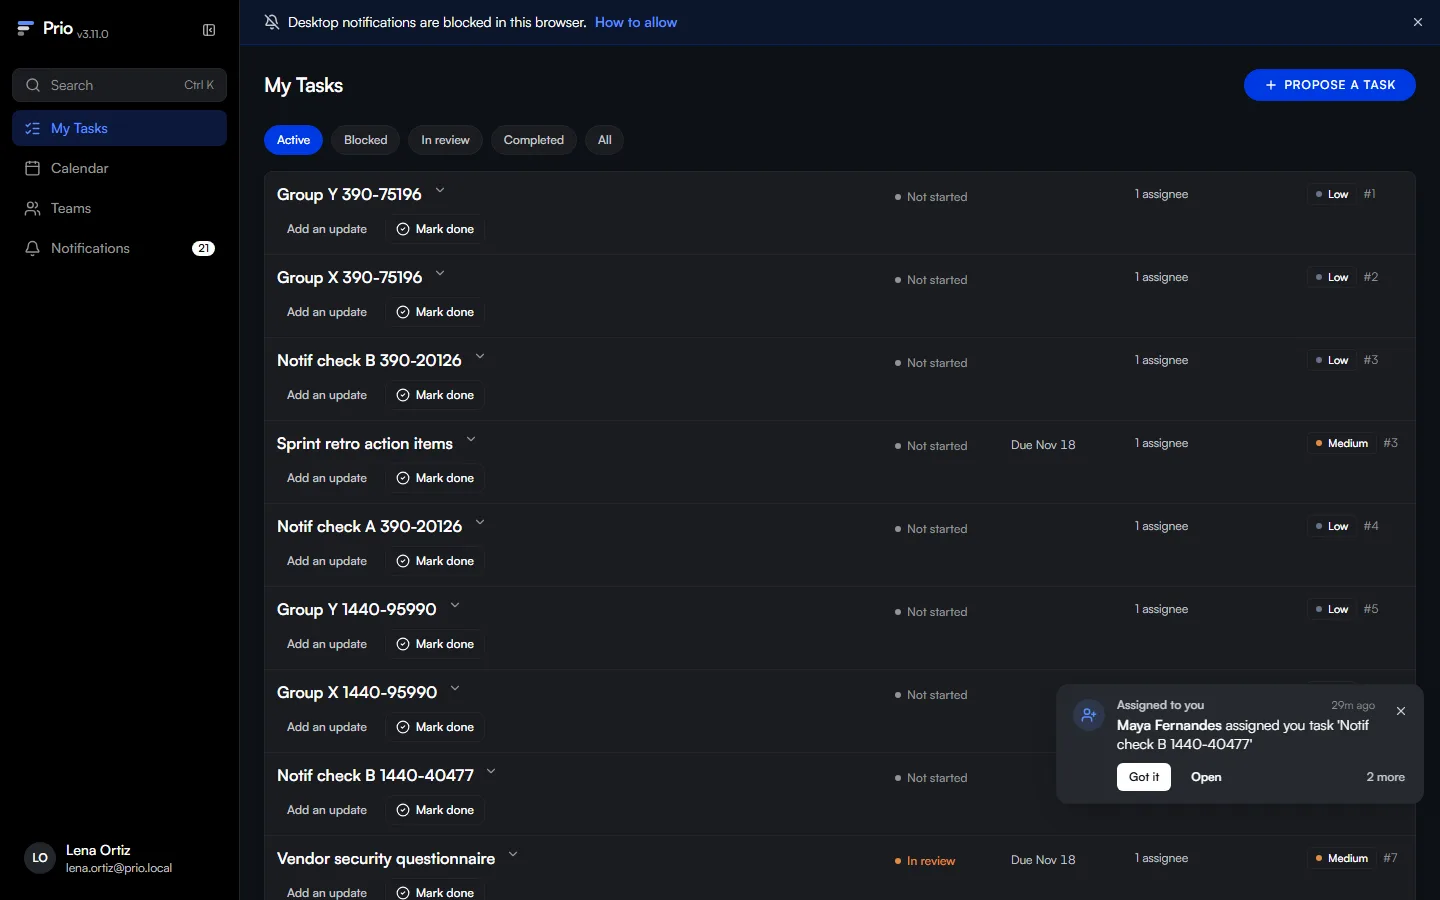 Prio v3.11.0
Search Ctrl K
My Tasks
Calendar
Teams
Notifications 21
LO
Lena Ortiz
lena.ortiz@prio.local
Desktop notifications are blocked in this browser. How to allow
My Tasks
PROPOSE A TASK
Active Blocked In review Completed All
Group Y 390-75196 Not started 1 assignee Low #1
Add an update Mark done
Group X 390-75196 Not started 1 assignee Low #2
Add an update Mark done
Notif check B 390-20126 Not started 1 assignee Low #3
Add an update Mark done
Sprint retro action items Not started Due Nov 18 1 assignee Medium #3
Add an update Mark done
Notif check A 390-20126 Not started 1 assignee Low #4
Add an update Mark done
Group Y 1440-95990 Not started 1 assignee Low #5
Add an update Mark done
Group X 1440-95990 Not started
Add an update Mark done
Notif check B 1440-40477 Not started
Add an update Mark done
Vendor security questionnaire In review Due Nov 18 1 assignee Medium #7
Add an update Mark done
Assigned to you 29m ago
Maya Fernandes assigned you task 'Notif
check B 1440-40477'
Got it Open 2 more